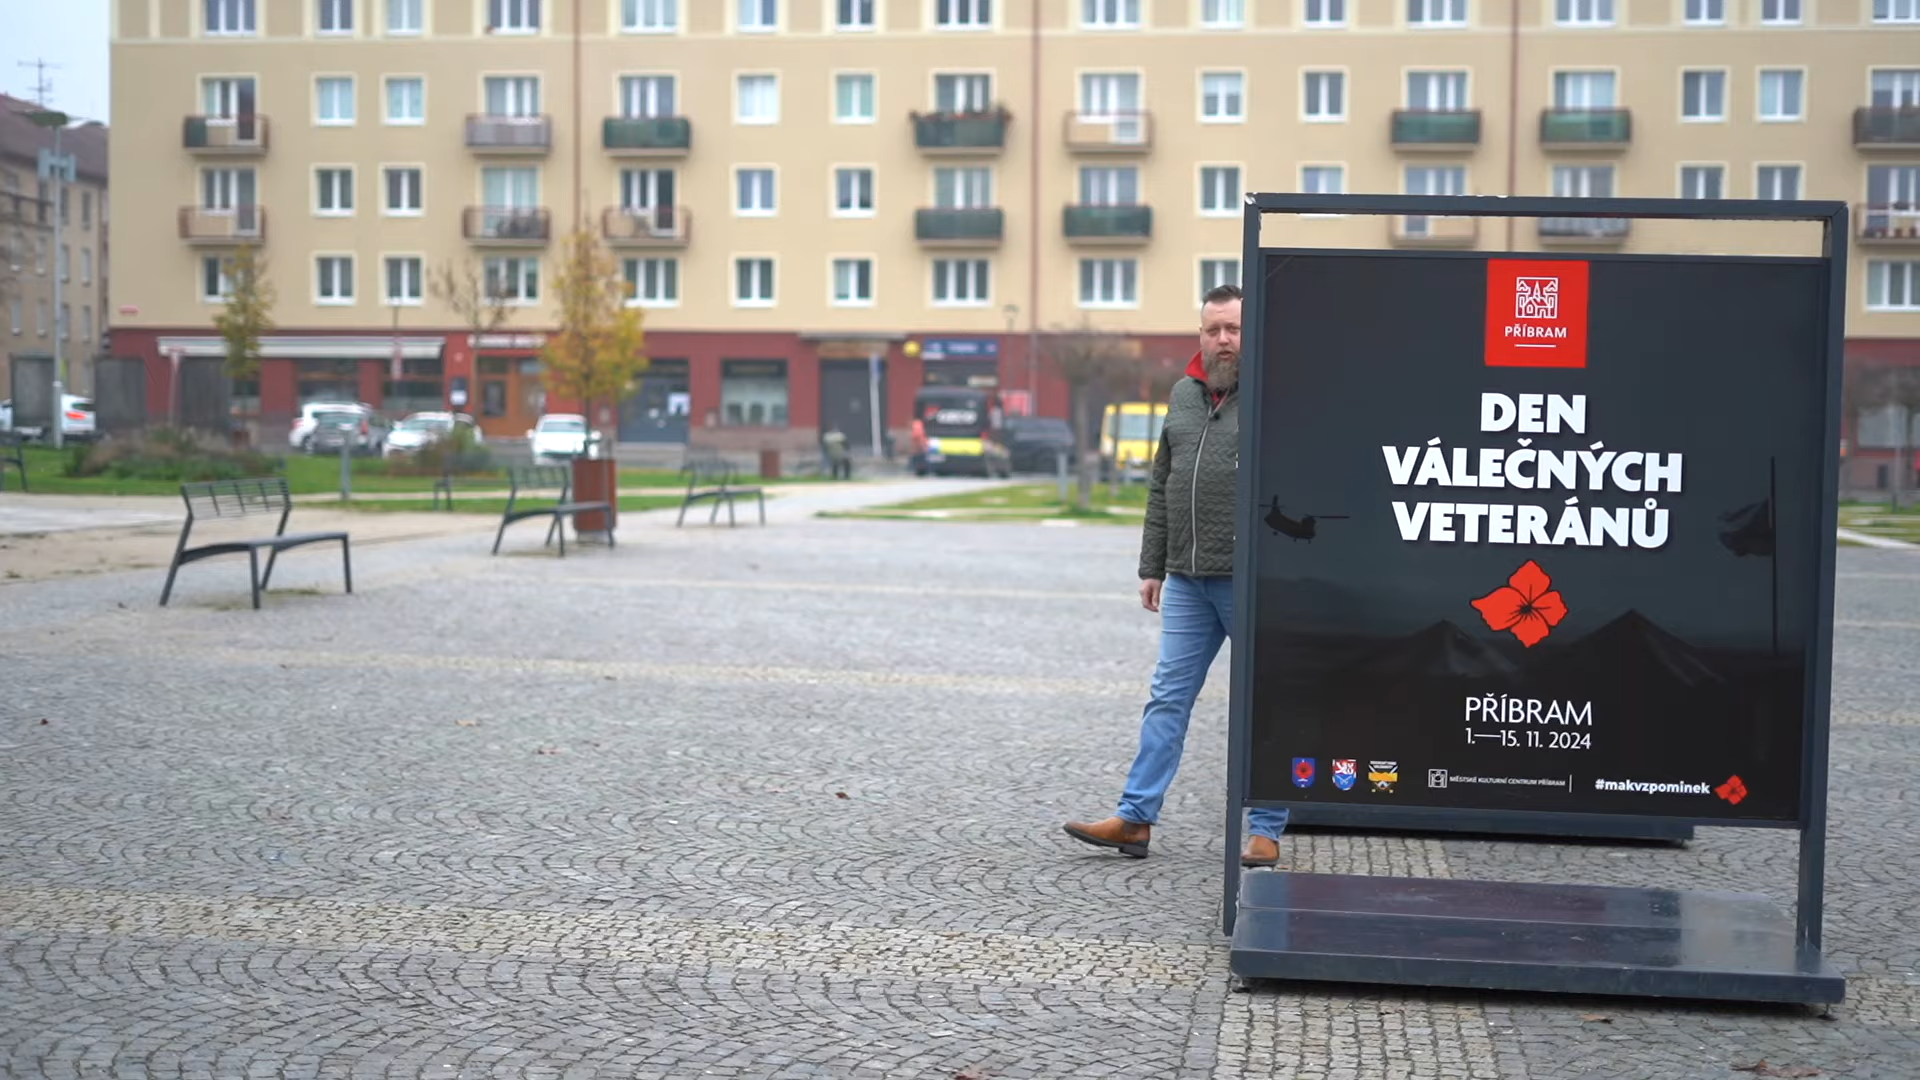 PŘÍBRAM
DEN
VÁLEČNÝCH
VETERÁNŮ
PŘÍBRAM
1.—15. 11. 2024
MĚSTSKÉ KULTURNÍ CENTRUM PŘÍBRAM
#makvzpominek